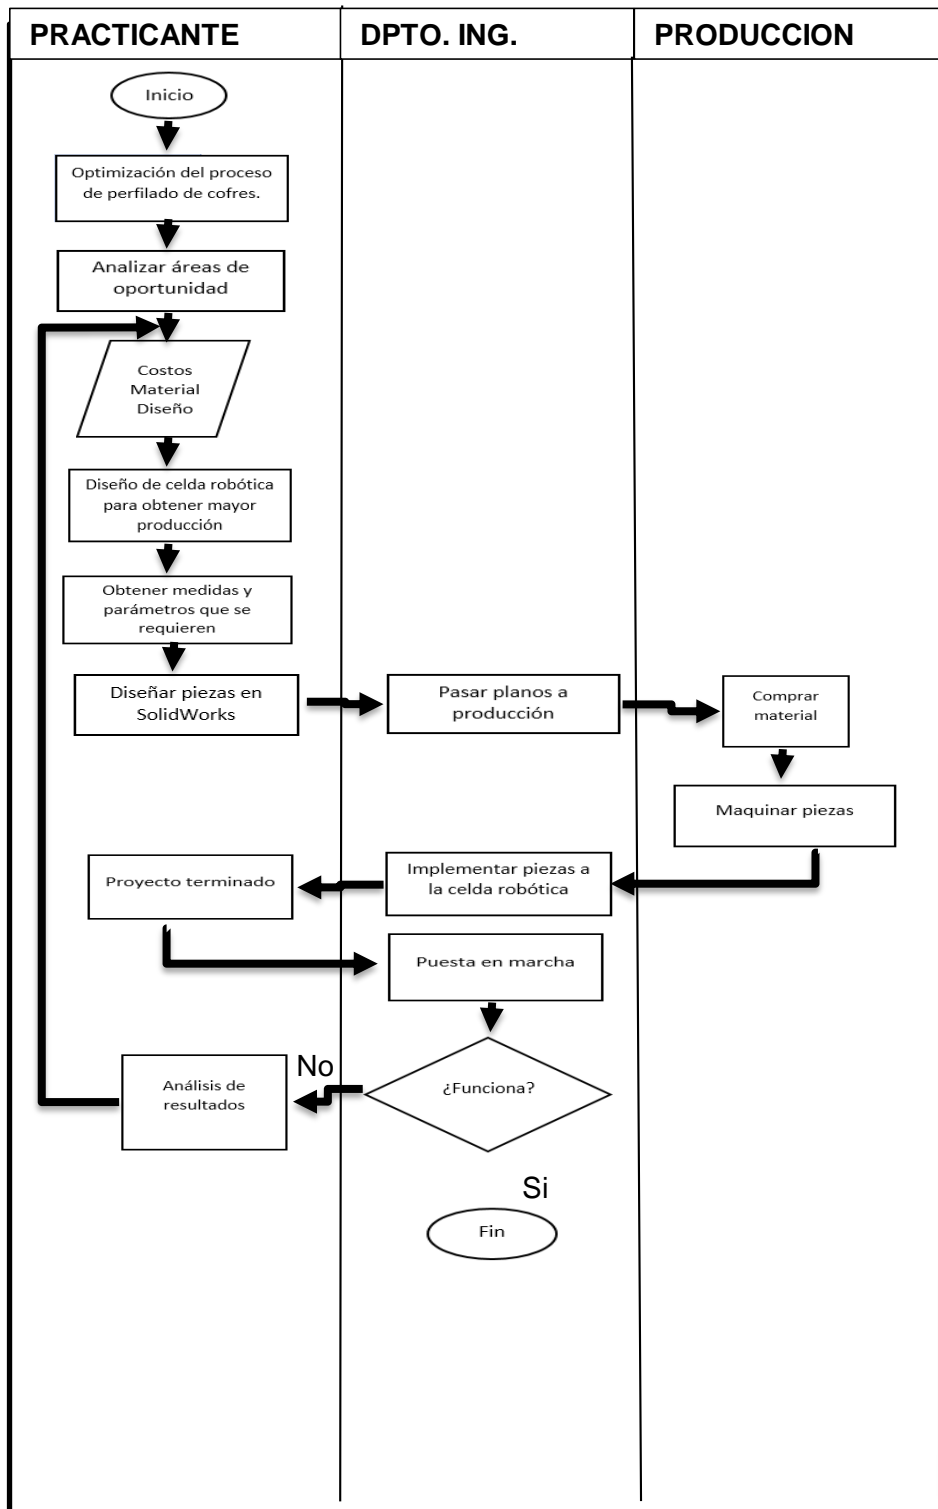 PRACTICANTE
DPTO. ING.
PRODUCCION
Inicio
Optimización del proceso
de perfilado de cofres.
Analizar áreas de
oportunidad
Costos
Material
Diseño
Diseño de celda robótica
para obtener mayor
producción
Obtener medidas y
parámetros que se
requieren
Diseñar piezas en
SolidWorks
Pasar planos a
producción
Comprar
material
Maquinar piezas
Implementar piezas a
la celda robótica
Proyecto terminado
Puesta en marcha
¿Funciona?
No
Análisis de
resultados
Si
Fin